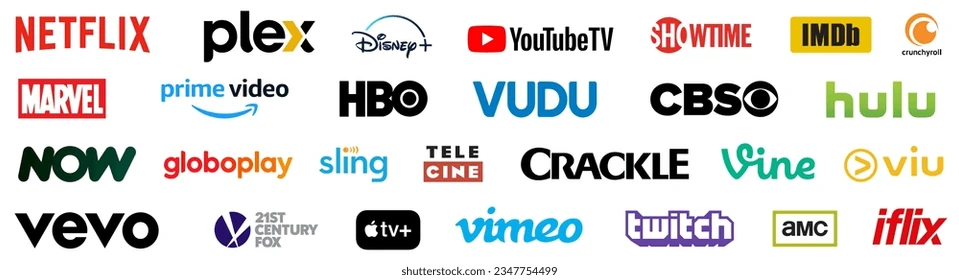 NETFLIX plex Disney+ YouTubeTV SHOWTIME IMDb crunchyroll
MARVEL prime video HBO VUDU CBS hulu
NOW globoplay sling TELE CINE CRACKLE Vine viu
vevo 21ST CENTURY FOX tv+ vimeo twitch aMC iflix
shutterstock.com · 2347754499